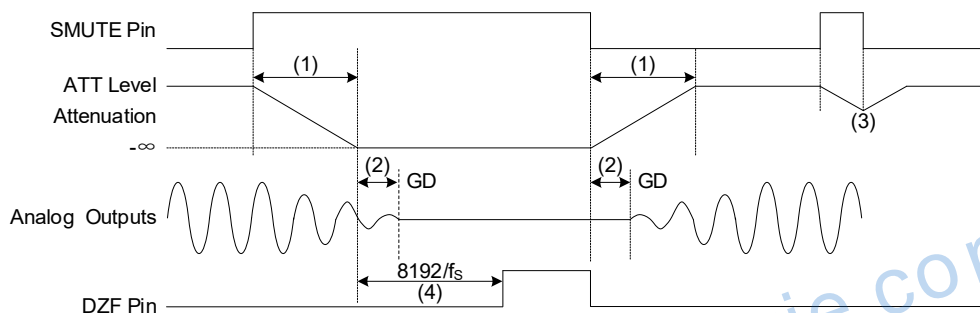 SMUTE Pin
(1) (1)
ATT Level
Attenuation
(3)
-∞
(2) GD (2) GD
Analog Outputs
8192/fS
(4)
DZF Pin